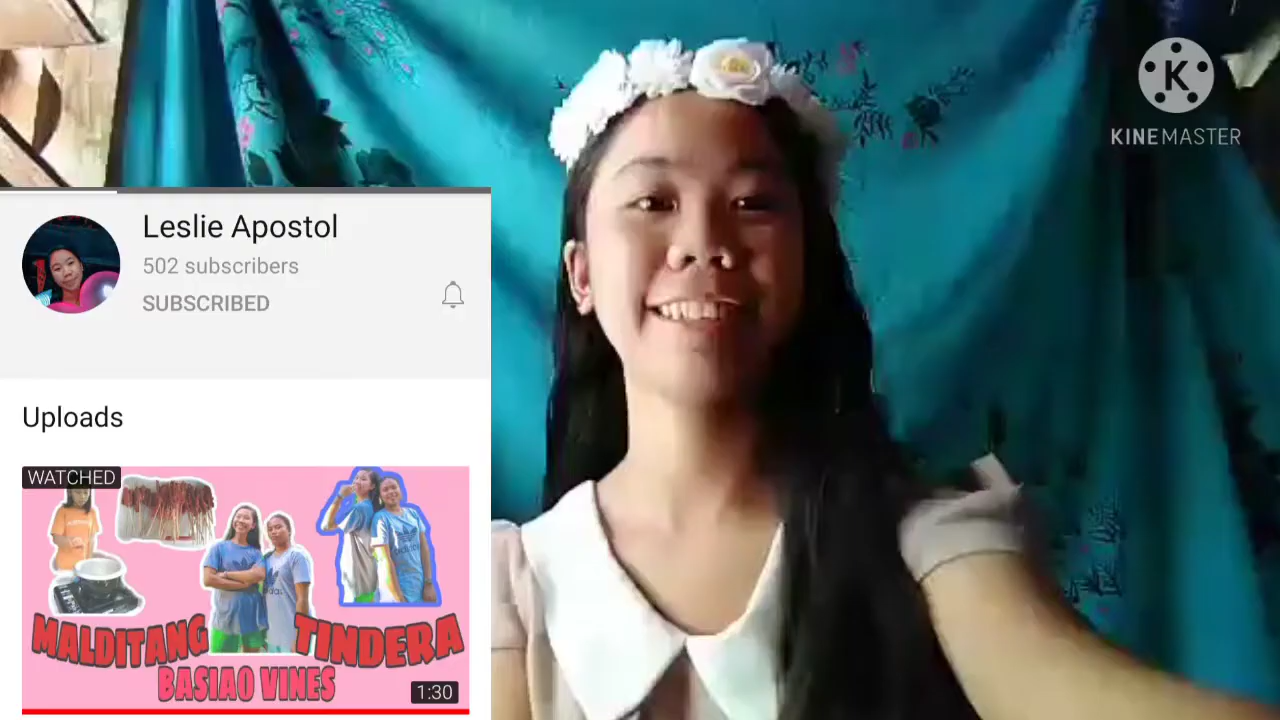 K
KINEMASTER
Leslie Apostol
502 subscribers
SUBSCRIBED
Uploads
WATCHED
MALDITANG TINDERA
BASIAO VINES
1:30